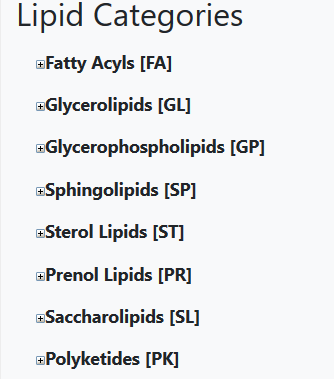 Lipid Categories
Fatty Acyls [FA]
Glycerolipids [GL]
Glycerophospholipids [GP]
Sphingolipids [SP]
Sterol Lipids [ST]
Prenol Lipids [PR]
Saccharolipids [SL]
Polyketides [PK]